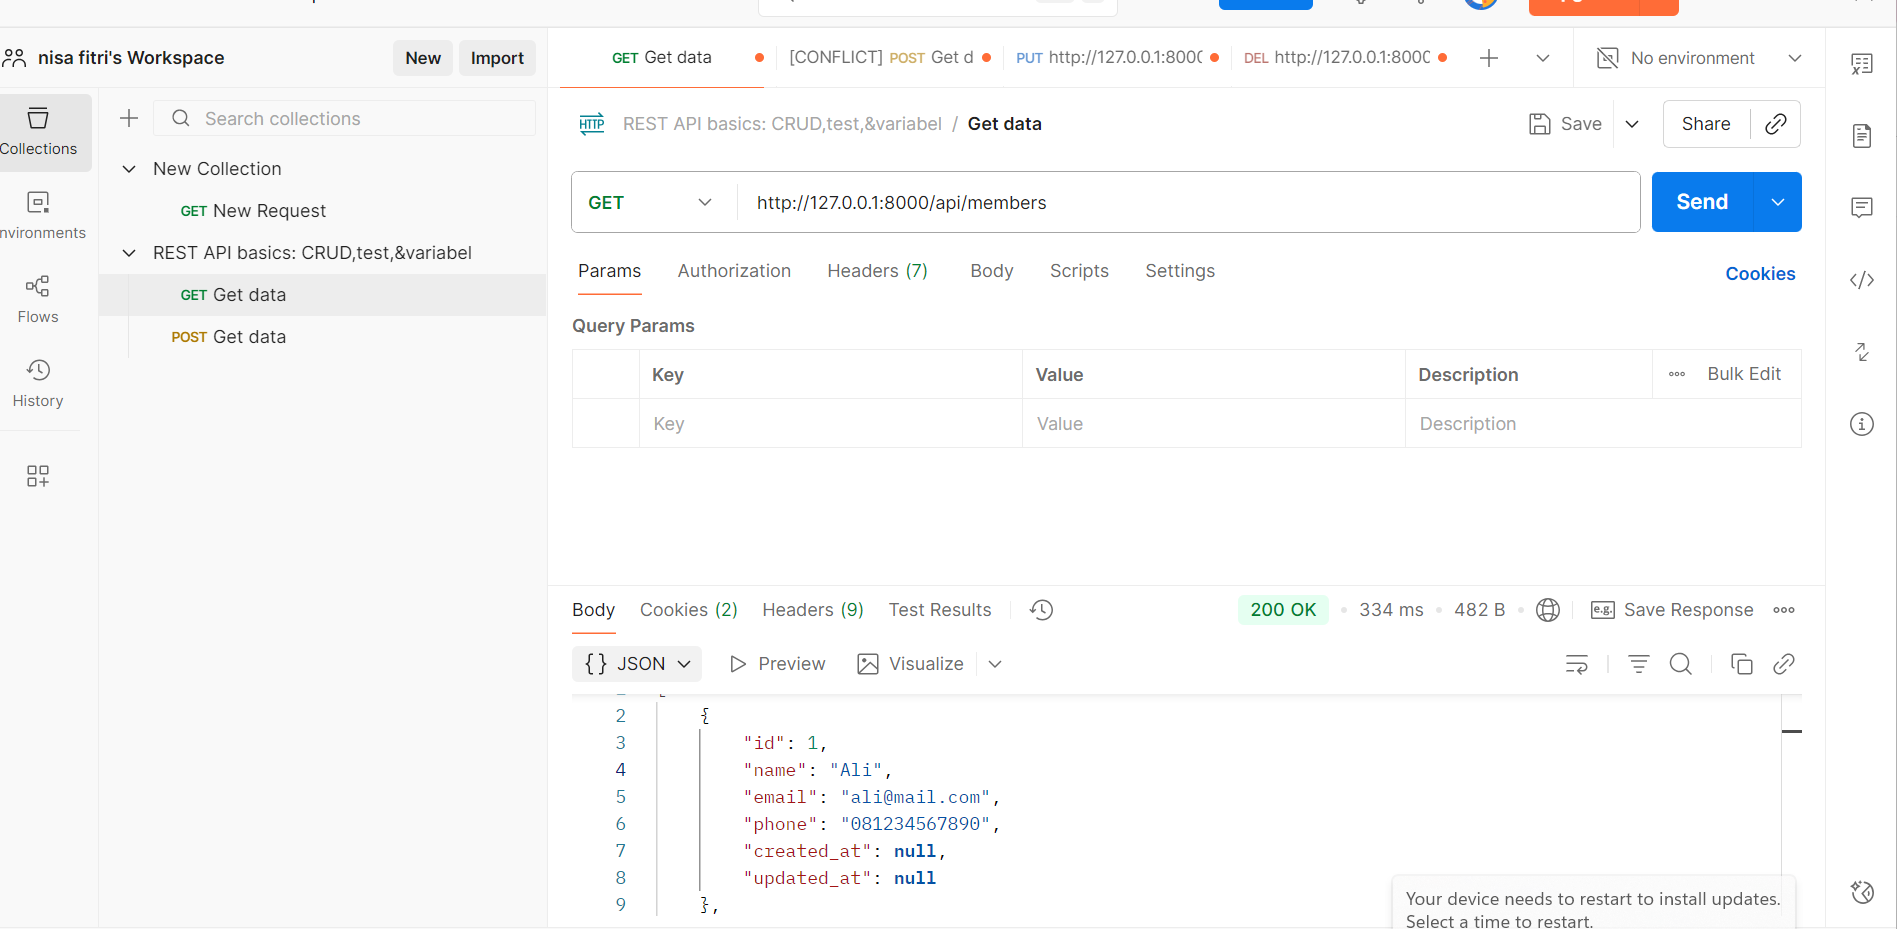 nisa fitri's Workspace
New
Import
GET Get data
[CONFLICT] POST Get d
PUT http://127.0.0.1:8000
DEL http://127.0.0.1:8000
No environment
Collections
Search collections
HTTP
REST API basics: CRUD,test,&variabel / Get data
Save
Share
New Collection
GET New Request
REST API basics: CRUD,test,&variabel
GET Get data
POST Get data
nvironments
Flows
History
GET
http://127.0.0.1:8000/api/members
Send
Params
Authorization
Headers (7)
Body
Scripts
Settings
Cookies
Query Params
Key
Value
Description
Bulk Edit
Key
Value
Description
Body
Cookies (2)
Headers (9)
Test Results
200 OK
334 ms
482 B
e.g.
Save Response
{} JSON
Preview
Visualize
2 {
3 "id": 1,
4 "name": "Ali",
5 "email": "ali@mail.com",
6 "phone": "081234567890",
7 "created_at": null,
8 "updated_at": null
9 },
Your device needs to restart to install updates.
Select a time to restart.